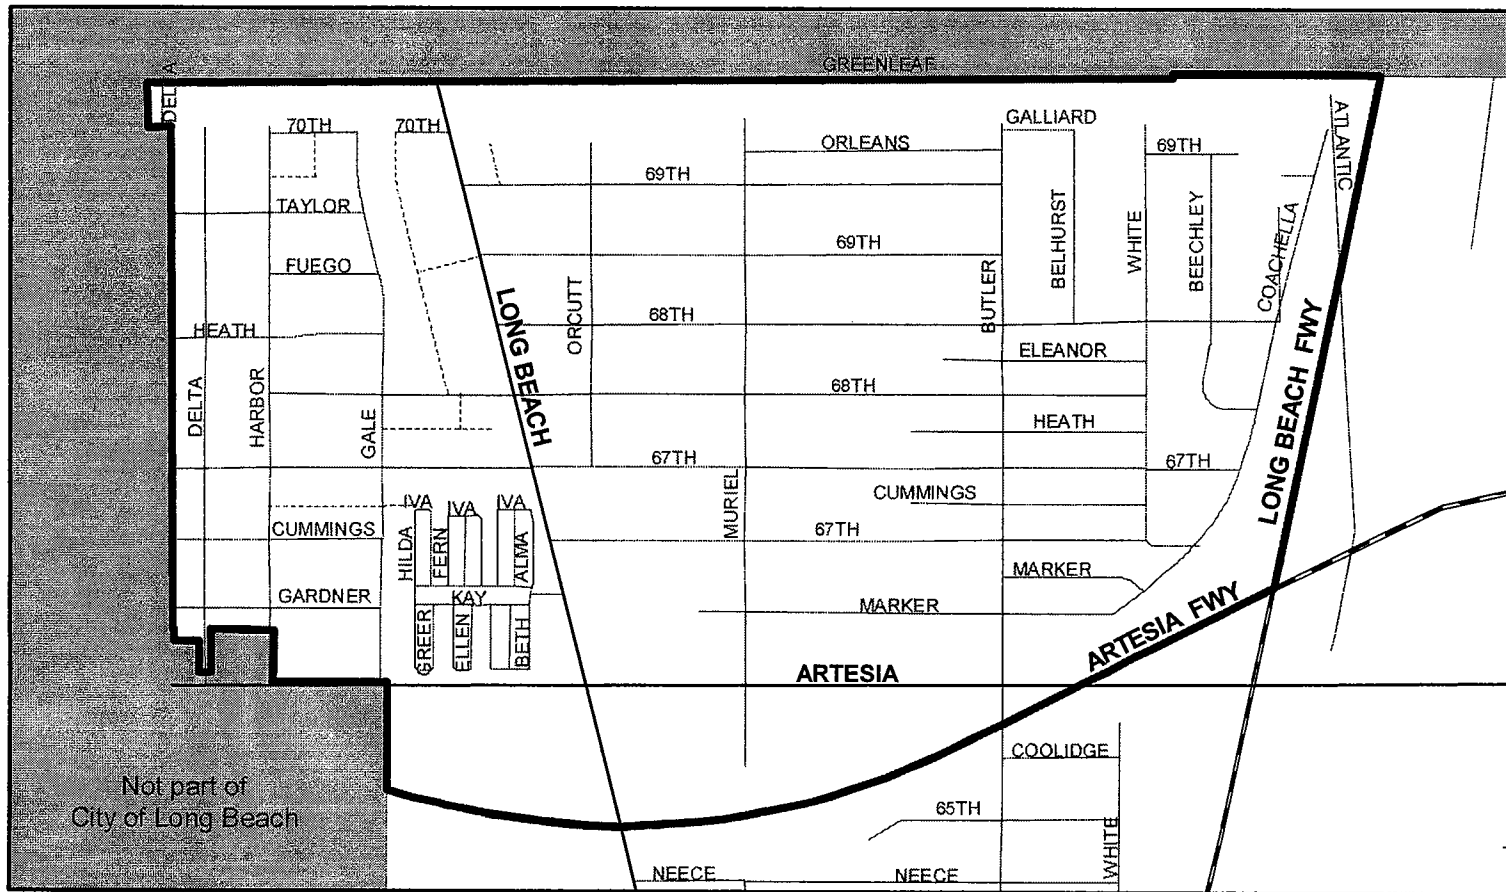 GREENLEAF
DELTA
70TH
70TH
GALLIARD
ATLANTIC
ORLEANS
69TH
69TH
TAYLOR
BELHURST
WHITE
BEECHLEY
COACHELLA
69TH
FUEGO
BUTLER
LONG BEACH
ORCUTT
68TH
HEATH
ELEANOR
LONG BEACH FWY
DELTA
HARBOR
GALE
68TH
HEATH
67TH
67TH
MURIEL
CUMMINGS
IVA
IVA
IVA
CUMMINGS
HILDA
FERN
ALMA
67TH
MARKER
GARDNER
KAY
MARKER
ARTESIA FWY
GREER
ELLEN
BETH
ARTESIA
COOLIDGE
Not part of
City of Long Beach
65TH
WHITE
NEECE
NEECE